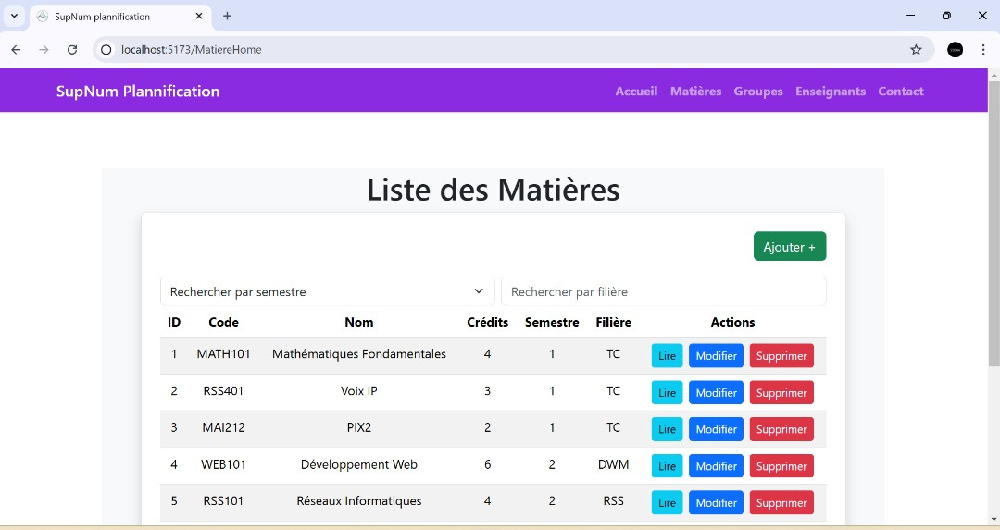 SupNum plannification
localhost:5173/MatiereHome
SupNum Plannification
Accueil Matières Groupes Enseignants Contact
Liste des Matières
Ajouter +
Rechercher par semestre Rechercher par filière
ID Code Nom Crédits Semestre Filière Actions
1 MATH101 Mathématiques Fondamentales 4 1 TC Lire Modifier Supprimer
2 RSS401 Voix IP 3 1 TC Lire Modifier Supprimer
3 MAI212 PIX2 2 1 TC Lire Modifier Supprimer
4 WEB101 Développement Web 6 2 DWM Lire Modifier Supprimer
5 RSS101 Réseaux Informatiques 4 2 RSS Lire Modifier Supprimer